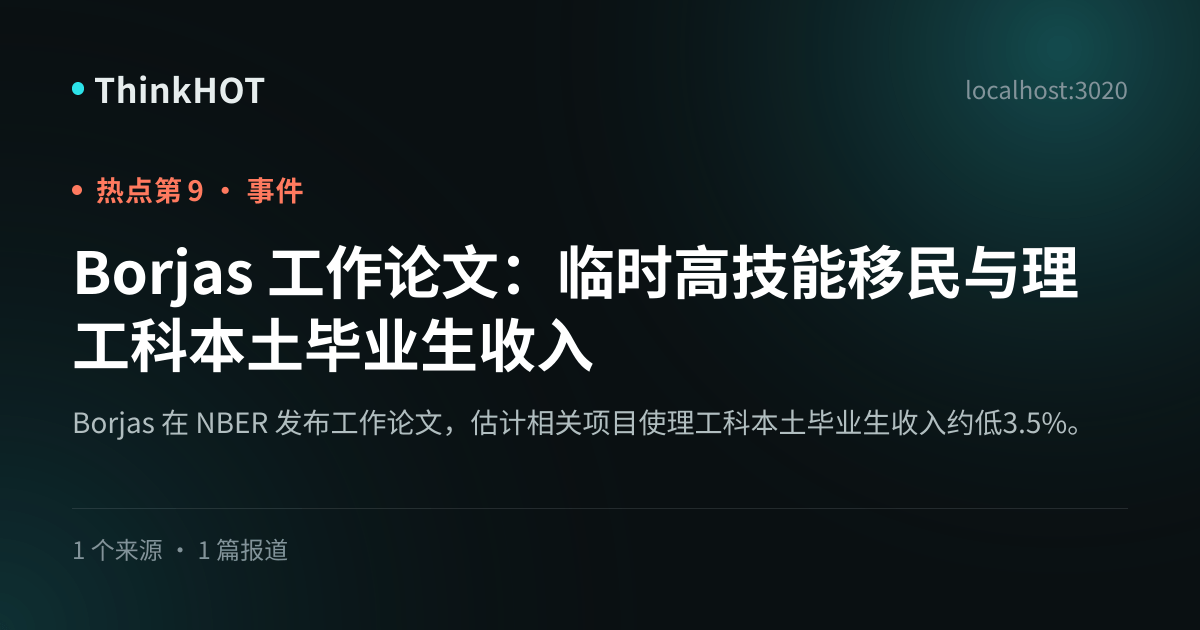 ThinkHOT
localhost:3020
热点第 9 · 事件
Borjas 工作论文：临时高技能移民与理
工科本土毕业生收入
Borjas 在 NBER 发布工作论文，估计相关项目使理工科本土毕业生收入约低3.5%。
1 个来源 · 1 篇报道